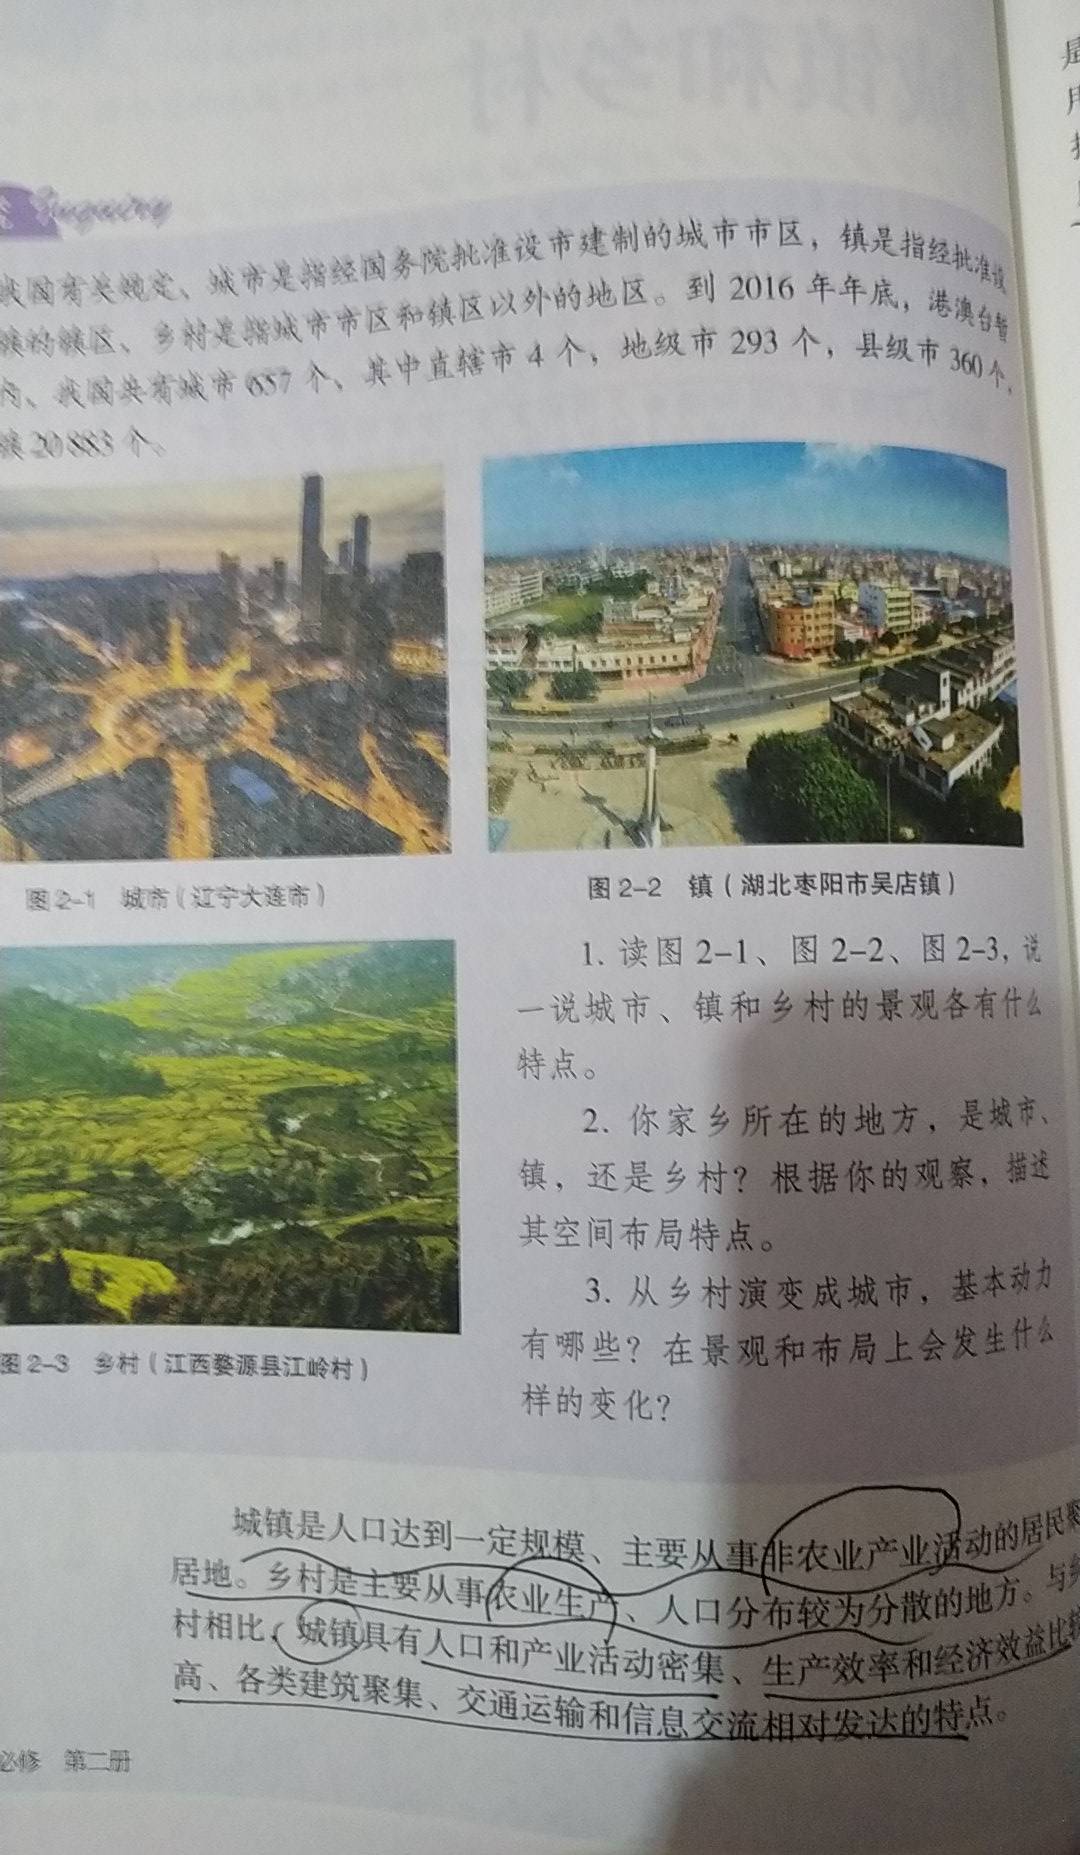 Inquiry
我国有关规定、城市是指经国务院批准设市建制的城市市区，镇是指经批准设
镇的镇区、乡村是指城市市区和镇区以外的地区。到 2016 年年底，港澳台暂
内、我国共有城市 657 个、其中直辖市 4 个，地级市 293 个，县级市 360 个，
镇 20 883 个。
图 2-1 城市（辽宁大连市）
图 2-2 镇（湖北枣阳市吴店镇）
图 2-3 乡村（江西婺源县江岭村）
1. 读图 2-1、图 2-2、图 2-3, 说
一说城市、镇和乡村的景观各有什么
特点。
2. 你家乡所在的地方，是城市、
镇，还是乡村？根据你的观察，描述
其空间布局特点。
3. 从乡村演变成城市，基本动力
有哪些？在景观和布局上会发生什么
样的变化？
城镇是人口达到一定规模、主要从事非农业产业活动的居民聚
居地。乡村是主要从事农业生产、人口分布较为分散的地方。与乡
村相比，城镇具有人口和产业活动密集、生产效率和经济效益比较
高、各类建筑聚集、交通运输和信息交流相对发达的特点。
必修 第二册